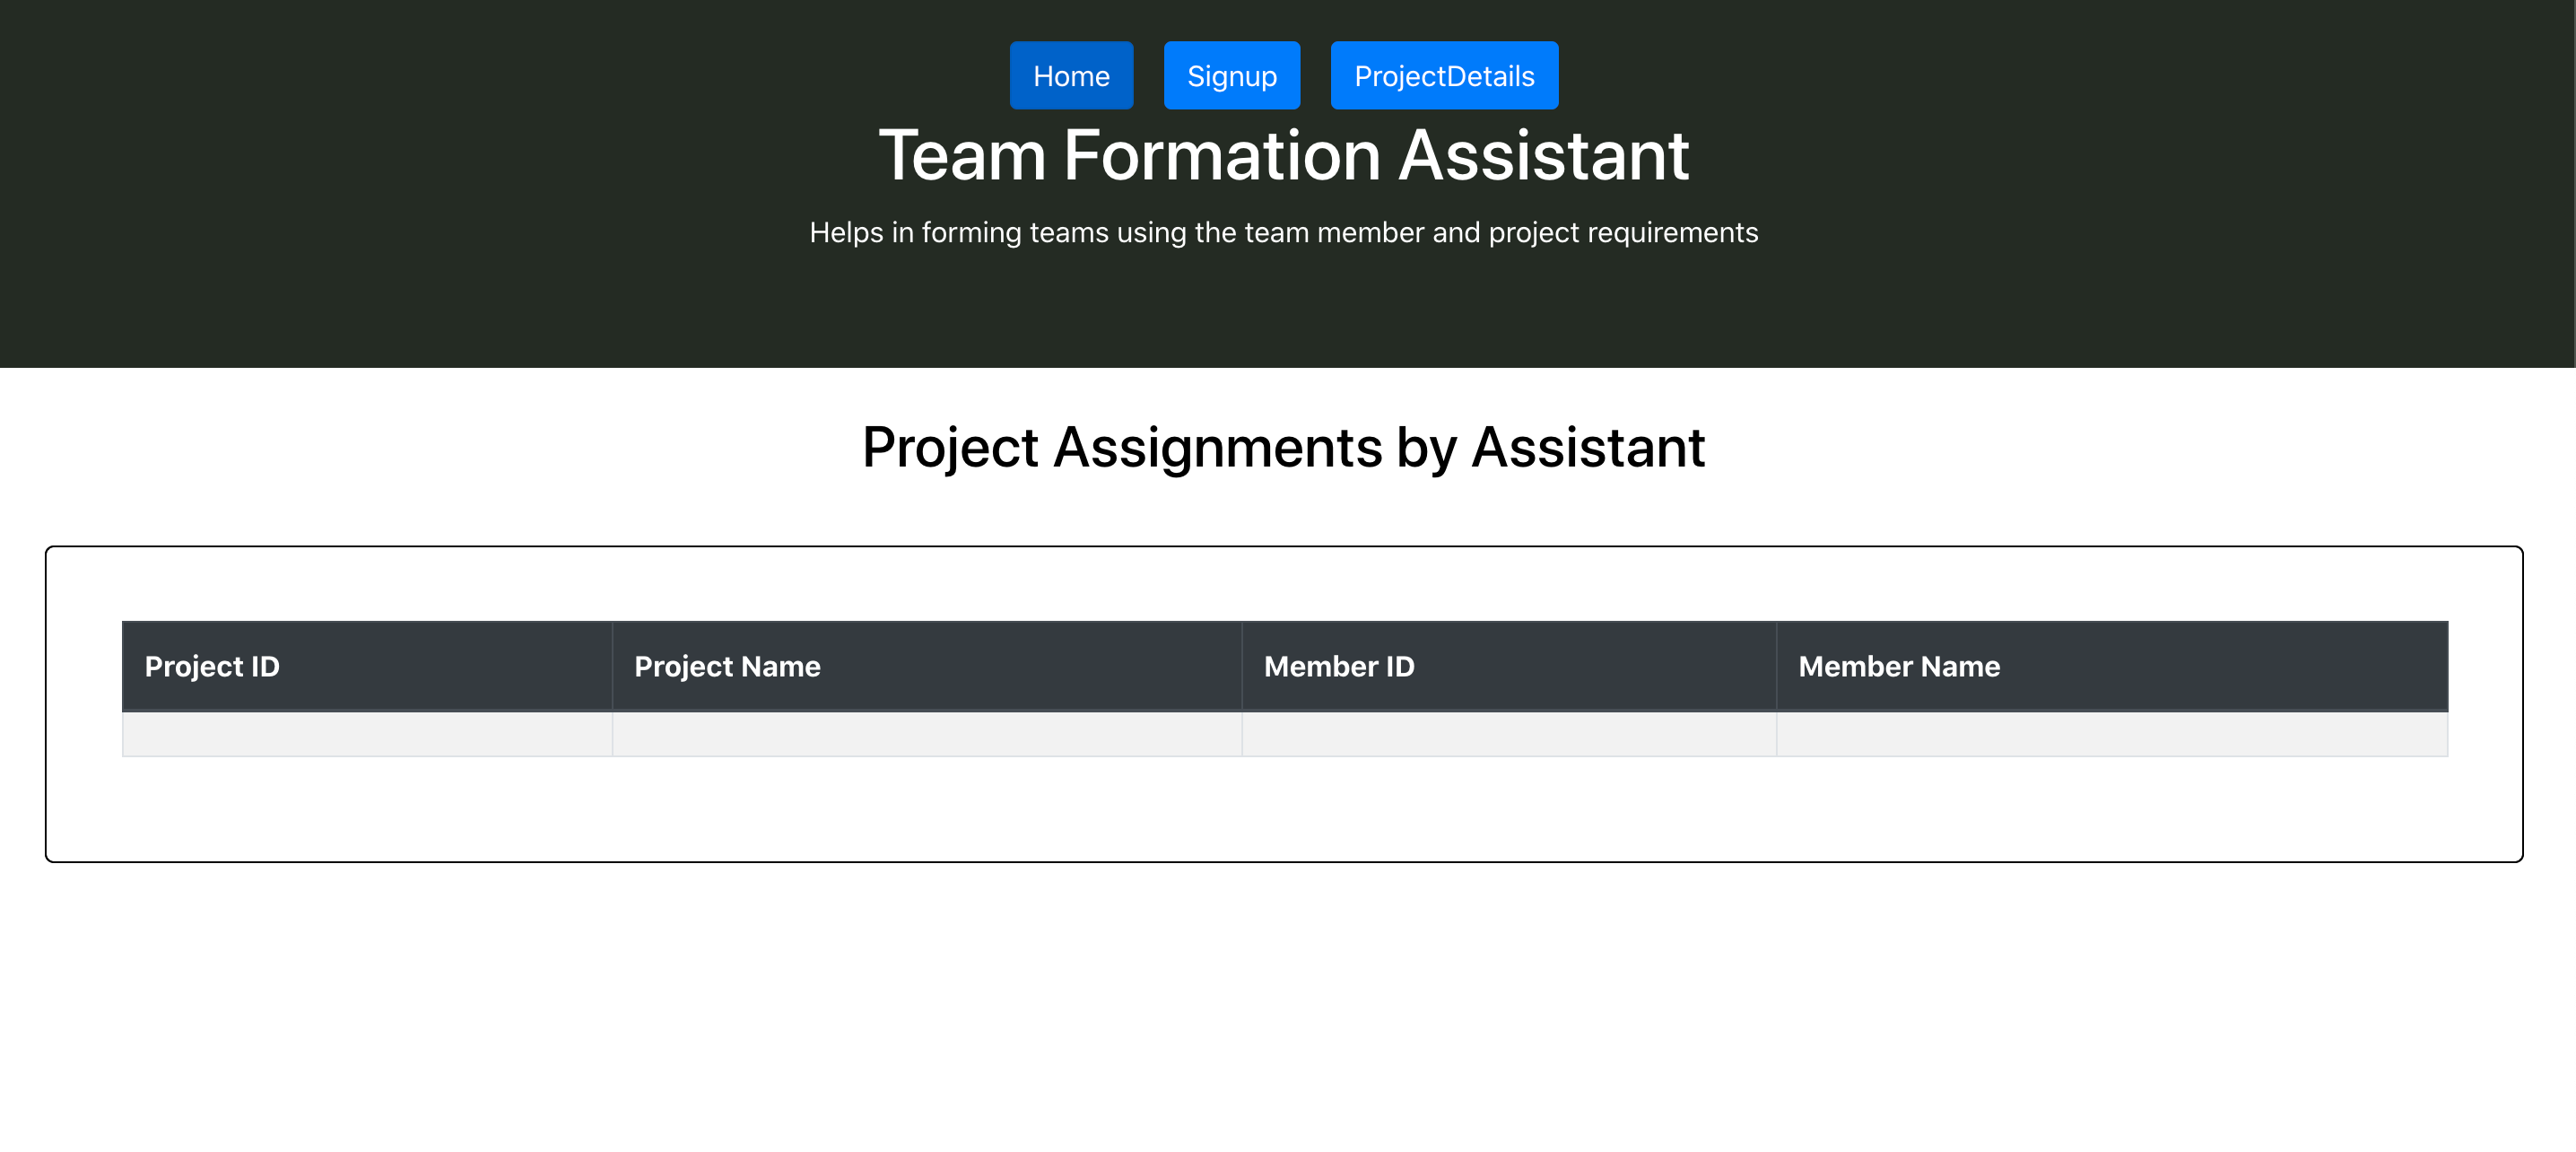 Home Signup ProjectDetails
Team Formation Assistant
Helps in forming teams using the team member and project requirements
Project Assignments by Assistant
Project ID Project Name Member ID Member Name